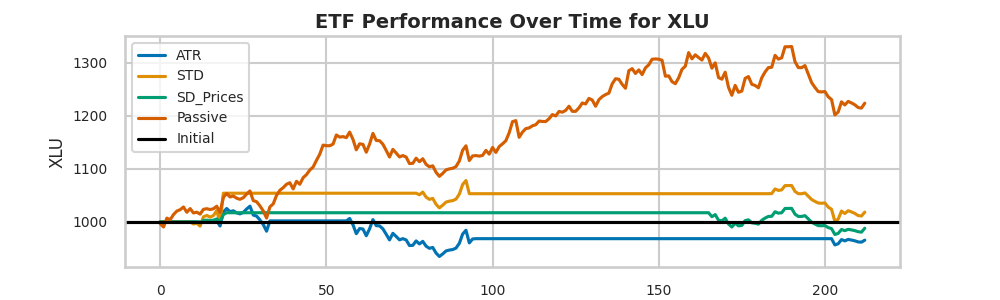 ETF Performance Over Time for XLU
XLU
1300
1200
1100
1000
ATR
STD
SD_Prices
Passive
Initial
0
50
100
150
200